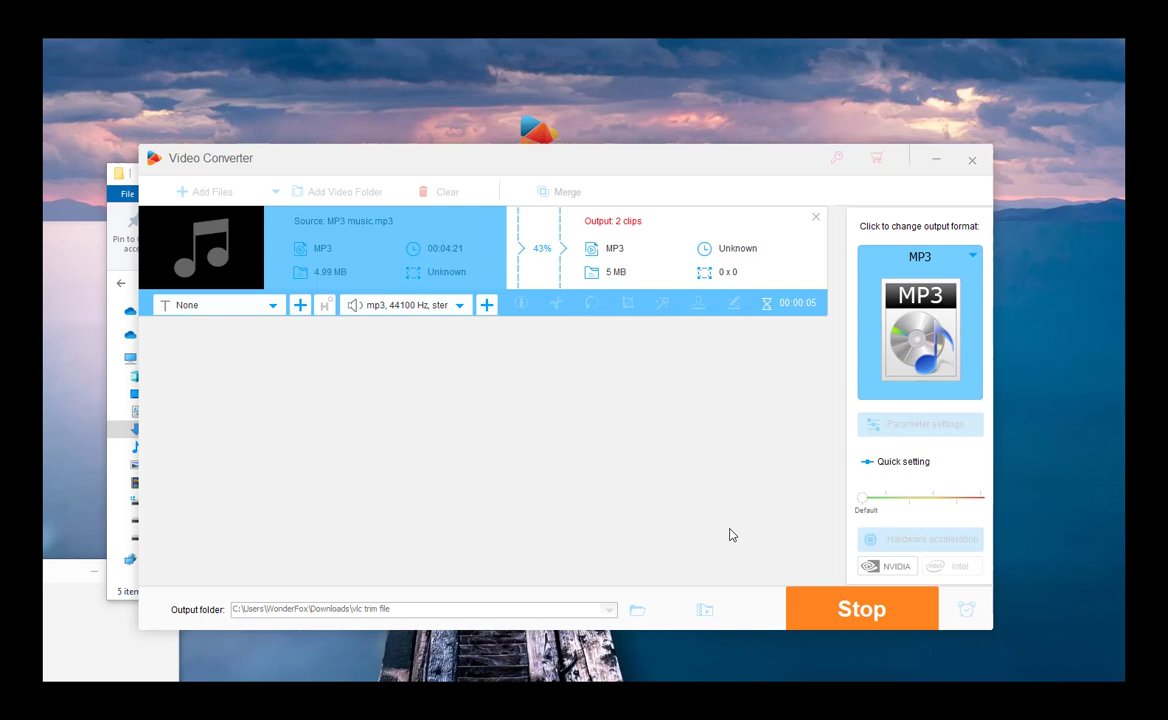 Video Converter
Add Files
Add Video Folder
Clear
Merge
File
Pin to
acc
5 item
Source: MP3 music.mp3
MP3
00:04:21
4.99 MB
Unknown
43%
Output: 2 clips
MP3
Unknown
5 MB
0 x 0
None
mp3, 44100 Hz, ster
00:00:05
Click to change output format:
MP3
MP3
Parameter settings
Quick setting
Default
Hardware acceleration
NVIDIA
Intel
Output folder:
C:\Users\WonderFox\Downloads\vlc trim file
Stop